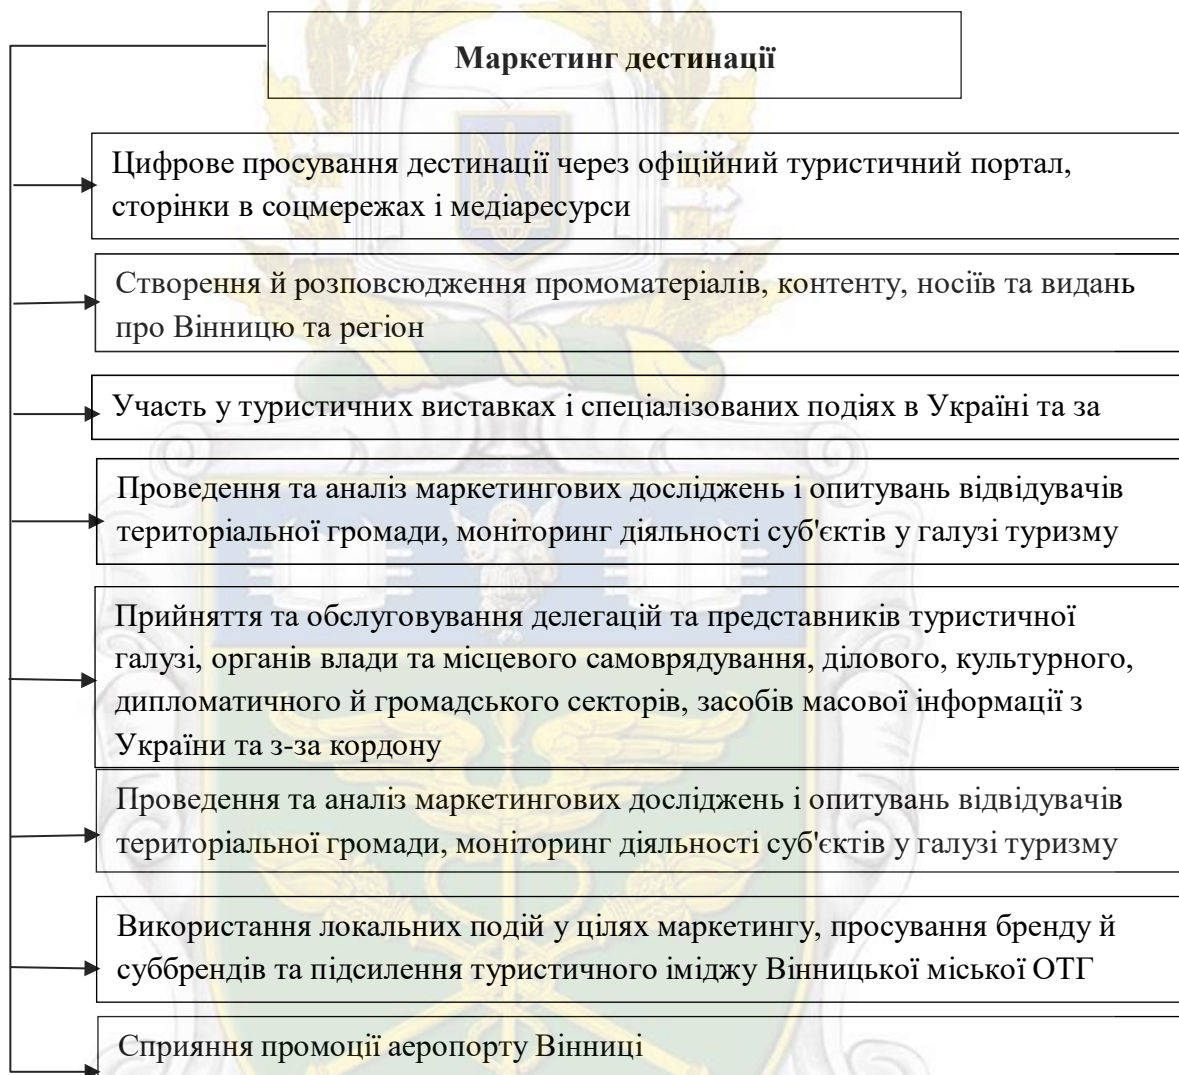 Маркетинг дестинації
Цифрове просування дестинації через офіційний туристичний портал,
сторінки в соцмережах і медіаресурси
Створення й розповсюдження промоматеріалів, контенту, носіїв та видань
про Вінницю та регіон
Участь у туристичних виставках і спеціалізованих подіях в Україні та за
Проведення та аналіз маркетингових досліджень і опитувань відвідувачів
територіальної громади, моніторинг діяльності суб'єктів у галузі туризму
Прийняття та обслуговування делегацій та представників туристичної
галузі, органів влади та місцевого самоврядування, ділового, культурного,
дипломатичного й громадського секторів, засобів масової інформації з
України та з-за кордону
Проведення та аналіз маркетингових досліджень і опитувань відвідувачів
територіальної громади, моніторинг діяльності суб'єктів у галузі туризму
Використання локальних подій у цілях маркетингу, просування бренду й
суббрендів та підсилення туристичного іміджу Вінницької міської ОТГ
Сприяння промоції аеропорту Вінниці